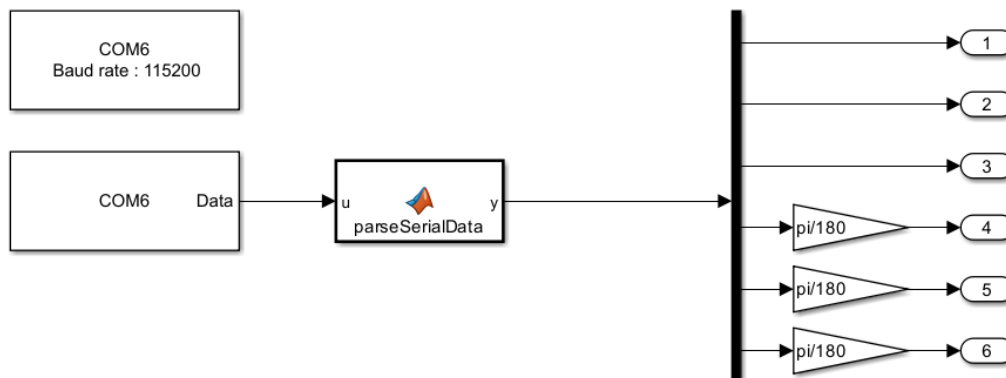 COM6
Baud rate : 115200
COM6
Data
u
y
parseSerialData
1
2
3
pi/180
4
pi/180
5
pi/180
6